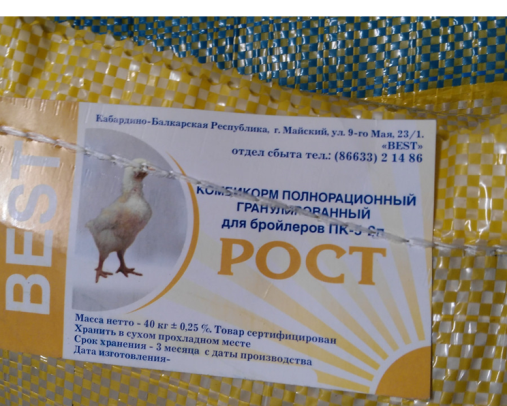 BEST
Кабардино-Балкарская Республика, г. Майский, ул. 9-го Мая, 23/1.
«BEST»
отдел сбыта тел.: (86633) 2 14 86
КОМБИКОРМ ПОЛНОРАЦИОННЫЙ
ГРАНУЛИРОВАННЫЙ
для бройлеров ПК-5
РОСТ
Масса нетто - 40 кг ± 0,25 %. Товар сертифицирован
Хранить в сухом прохладном месте
Срок хранения - 3 месяца с даты производства
Дата изготовления-